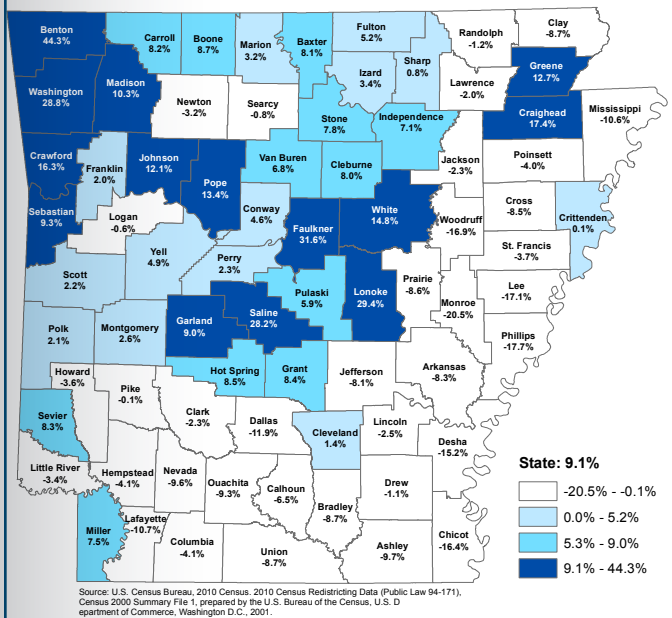 Benton
44.3%
Carroll
8.2%
Boone
8.7%
Marion
3.2%
Baxter
8.1%
Fulton
5.2%
Randolph
-1.2%
Clay
-8.7%
Sharp
0.8%
Izard
3.4%
Greene
12.7%
Lawrence
-2.0%
Washington
28.8%
Madison
10.3%
Newton
-3.2%
Searcy
-0.8%
Stone
7.8%
Independence
7.1%
Craighead
17.4%
Mississippi
-10.6%
Crawford
16.3%
Franklin
2.0%
Johnson
12.1%
Pope
13.4%
Van Buren
6.8%
Cleburne
8.0%
Jackson
-2.3%
Poinsett
-4.0%
Sebastian
9.3%
Logan
-0.6%
Conway
4.6%
Faulkner
31.6%
White
14.8%
Woodruff
-16.9%
Cross
-8.5%
Crittenden
0.1%
St. Francis
-3.7%
Scott
2.2%
Yell
4.9%
Perry
2.3%
Pulaski
5.9%
Lonoke
29.4%
Prairie
-8.6%
Monroe
-20.5%
Lee
-17.1%
Phillips
-17.7%
Polk
2.1%
Montgomery
2.6%
Garland
9.0%
Saline
28.2%
Hot Spring
8.5%
Grant
8.4%
Jefferson
-8.1%
Arkansas
-8.3%
Howard
-3.6%
Pike
-0.1%
Clark
-2.3%
Dallas
-11.9%
Cleveland
1.4%
Lincoln
-2.5%
Desha
-15.2%
Sevier
8.3%
Little River
-3.4%
Hempstead
-4.1%
Nevada
-9.6%
Ouachita
-9.3%
Calhoun
-6.5%
Bradley
-8.7%
Drew
-1.1%
Miller
7.5%
Lafayette
-10.7%
Columbia
-4.1%
Union
-8.7%
Ashley
-9.7%
Chicot
-16.4%
State: 9.1%
-20.5% - -0.1%
0.0% - 5.2%
5.3% - 9.0%
9.1% - 44.3%
Source: U.S. Census Bureau, 2010 Census. 2010 Census Redistricting Data (Public Law 94-171),
Census 2000 Summary File 1, prepared by the U.S. Bureau of the Census, U.S. D
epartment of Commerce, Washington D.C., 2001.